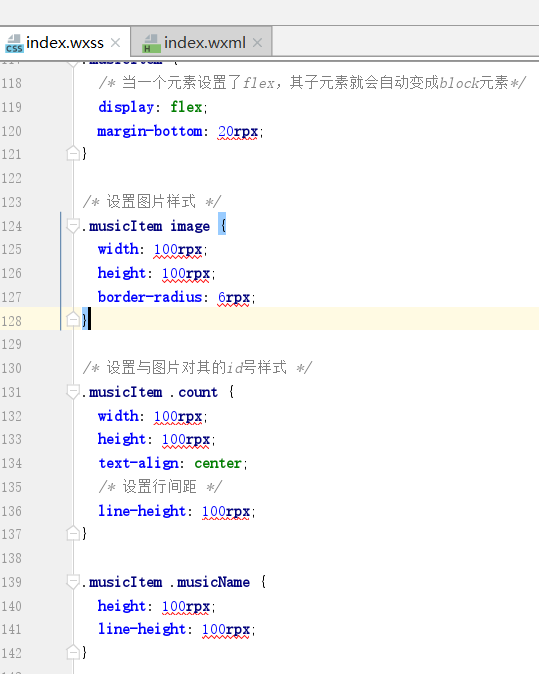 index.wxss
index.wxml
CSS
H
117 .musicItem {
118 /* 当一个元素设置了flex，其子元素就会自动变成block元素*/
119 display: flex;
120 margin-bottom: 20rpx;
121 }
122
123 /* 设置图片样式 */
124 .musicItem image {
125 width: 100rpx;
126 height: 100rpx;
127 border-radius: 6rpx;
128 }
129
130 /* 设置与图片对其的id号样式 */
131 .musicItem .count {
132 width: 100rpx;
133 height: 100rpx;
134 text-align: center;
135 /* 设置行间距 */
136 line-height: 100rpx;
137 }
138
139 .musicItem .musicName {
140 height: 100rpx;
141 line-height: 100rpx;
142 }